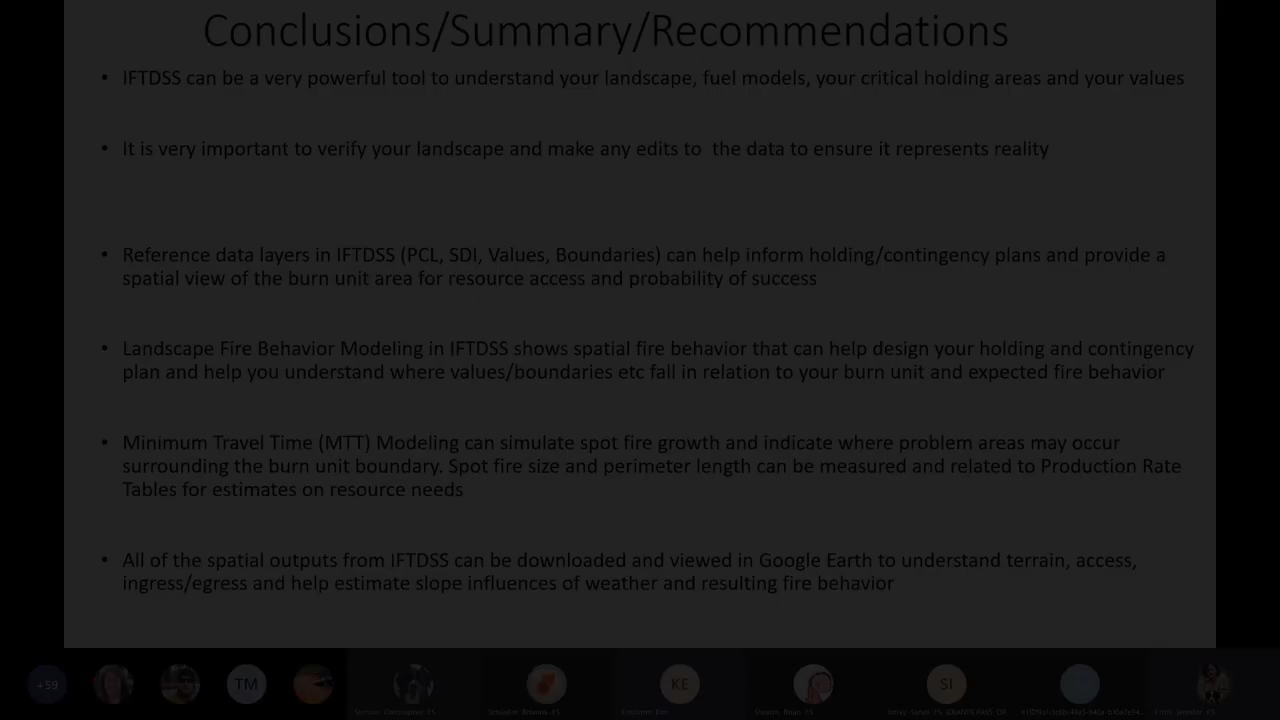 Conclusions/Summary/Recommendations
• IFTDSS can be a very powerful tool to understand your landscape, fuel models, your critical holding areas and your values
• It is very important to verify your landscape and make any edits to  the data to ensure it represents reality
• Reference data layers in IFTDSS (PCL, SDI, Values, Boundaries) can help inform holding/contingency plans and provide a
spatial view of the burn unit area for resource access and probability of success
• Landscape Fire Behavior Modeling in IFTDSS shows spatial fire behavior that can help design your holding and contingency
plan and help you understand where values/boundaries etc fall in relation to your burn unit and expected fire behavior
• Minimum Travel Time (MTT) Modeling can simulate spot fire growth and indicate where problem areas may occur
surrounding the burn unit boundary. Spot fire size and perimeter length can be measured and related to Production Rate
Tables for estimates on resource needs
• All of the spatial outputs from IFTDSS can be downloaded and viewed in Google Earth to understand terrain, access,
ingress/egress and help estimate slope influences of weather and resulting fire behavior
+59 TM KE SI